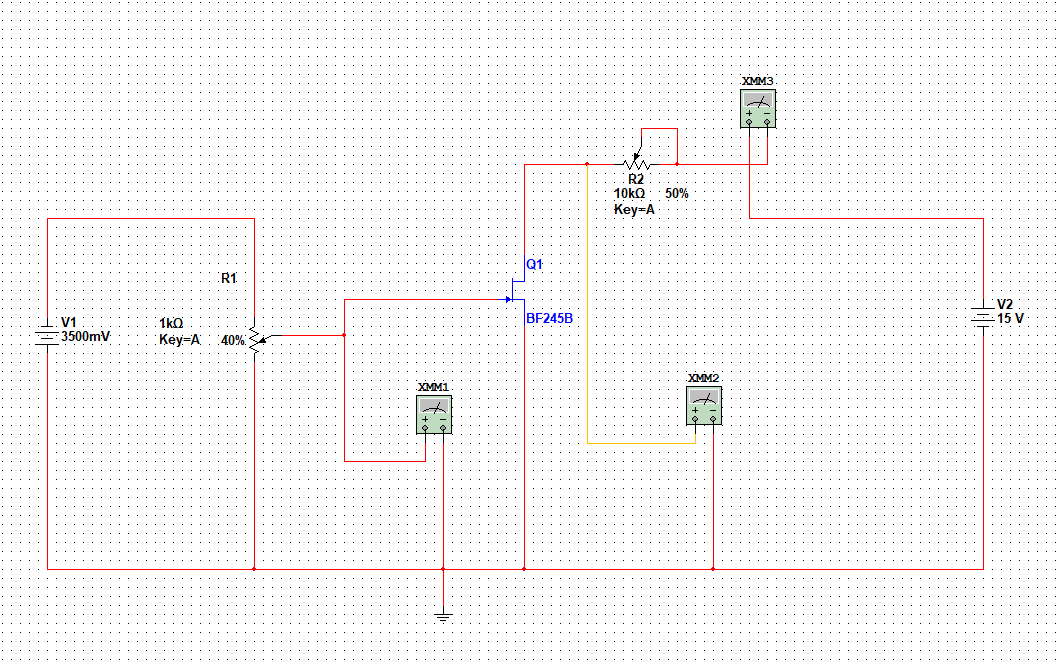 XMM3
+ −
R2
10kΩ 50%
Key=A
Q1
R1
V1
3500mV
1kΩ
Key=A 40%
BF245B
V2
15 V
XMM1
+ −
XMM2
+ −